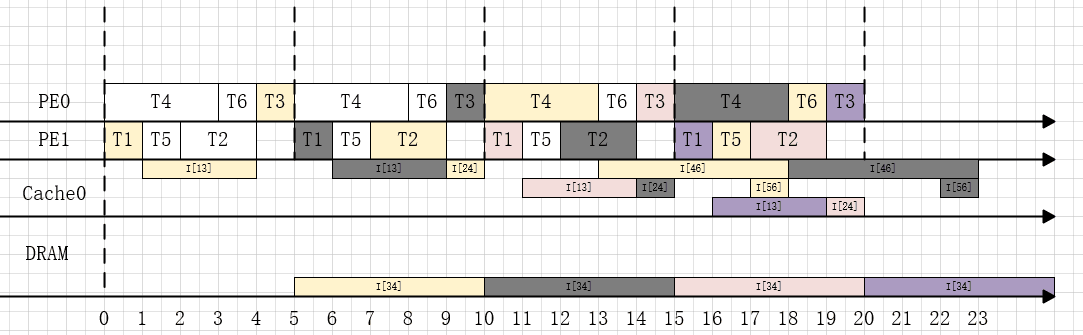 PE0 T4 T6 T3 T4 T6 T3 T4 T6 T3 T4 T6 T3
PE1 T1 T5 T2 T1 T5 T2 T1 T5 T2 T1 T5 T2
I[13] I[13] I[24] I[46] I[46]
Cache0 I[13] I[24] I[56] I[56]
I[13] I[24]
DRAM
I[34] I[34] I[34] I[34]
0 1 2 3 4 5 6 7 8 9 10 11 12 13 14 15 16 17 18 19 20 21 22 23